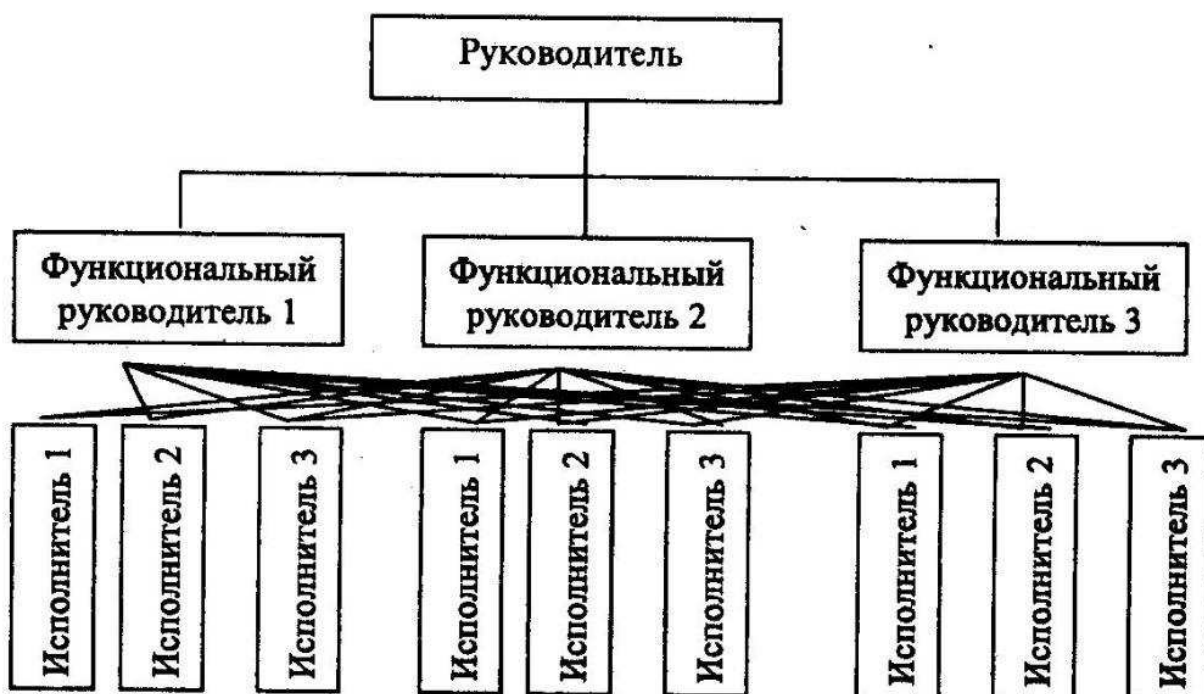 Руководитель
Функциональный
руководитель 1
Функциональный
руководитель 2
Функциональный
руководитель 3
Исполнитель 1
Исполнитель 2
Исполнитель 3
Исполнитель 1
Исполнитель 2
Исполнитель 3
Исполнитель 1
Исполнитель 2
Исполнитель 3